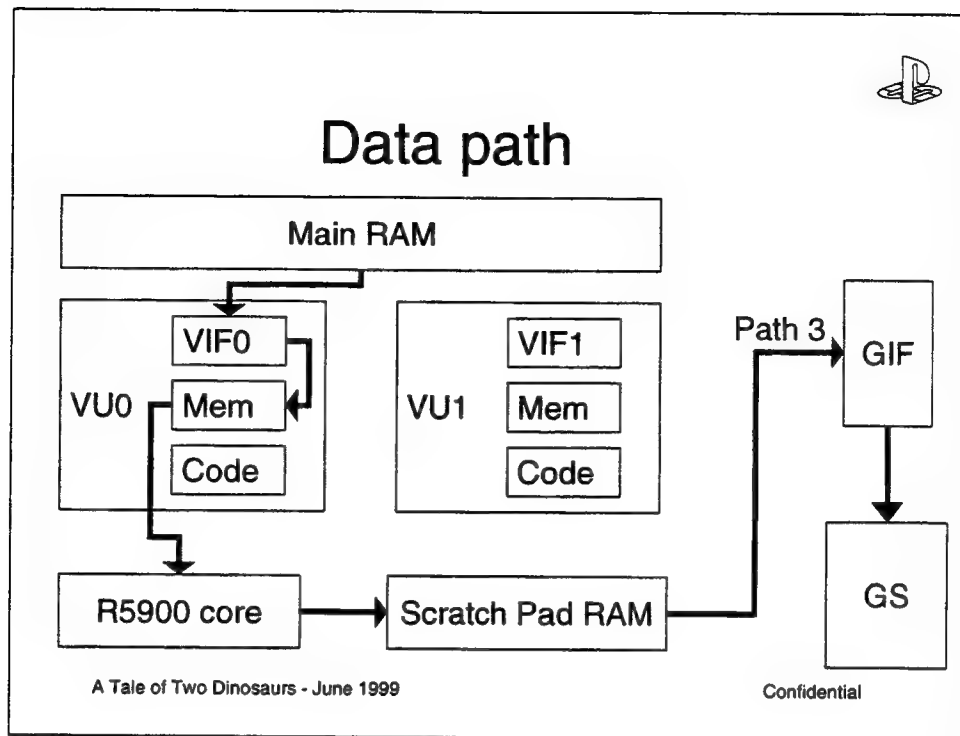 Data path
Main RAM
VIF0
VU0
Mem
Code
VIF1
VU1
Mem
Code
Path 3
GIF
GS
R5900 core
Scratch Pad RAM
A Tale of Two Dinosaurs - June 1999
Confidential